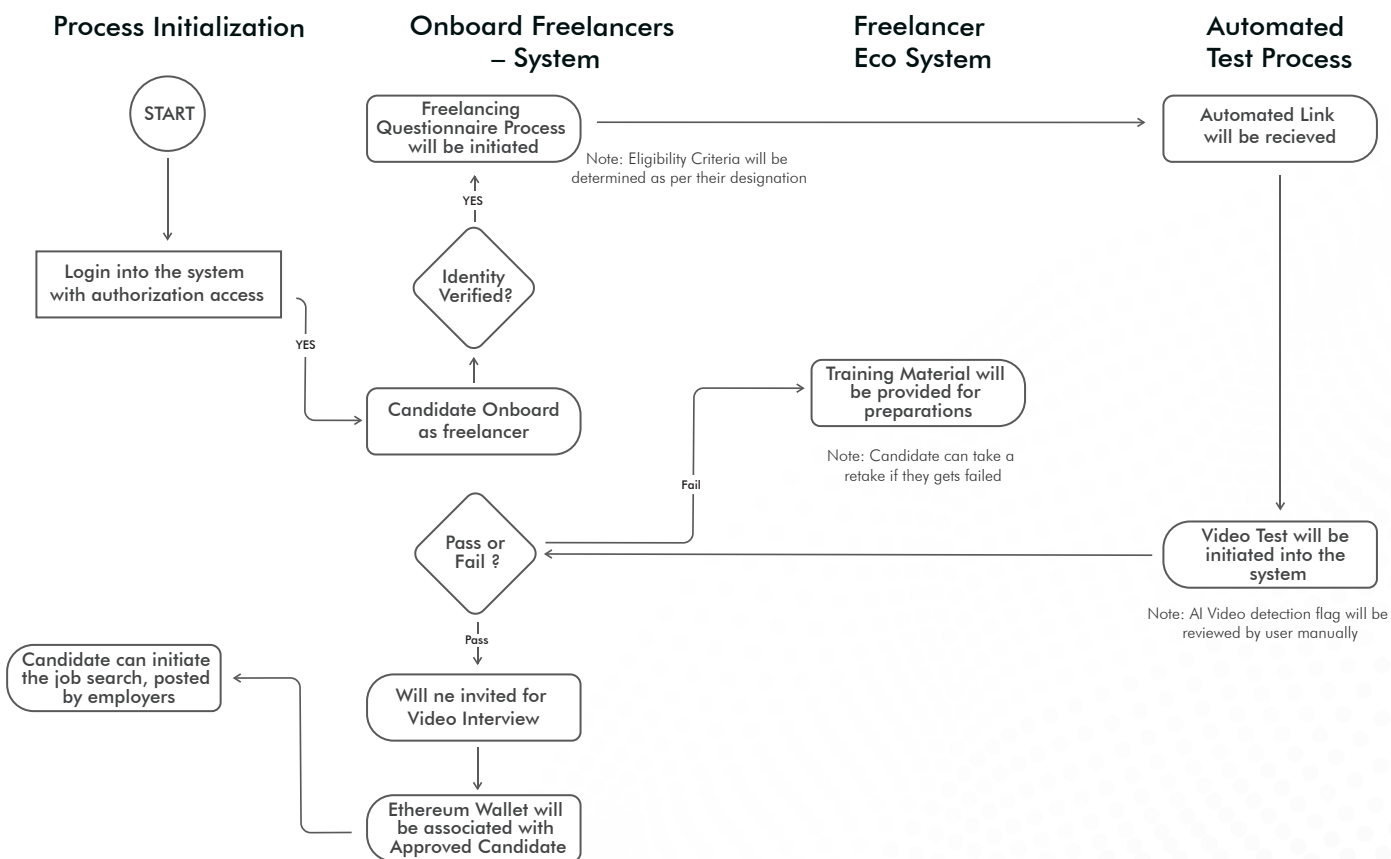 Process Initialization
Onboard Freelancers
– System
Freelancer
Eco System
Automated
Test Process
START
Login into the system
with authorization access
YES
Candidate Onboard
as freelancer
Identity
Verified?
YES
Freelancing
Questionnaire Process
will be initiated
Note: Eligibility Criteria will be
determined as per their designation
Automated Link
will be recieved
Video Test will be
initiated into the
system
Note: AI Video detection flag will be
reviewed by user manually
Pass or
Fail ?
Fail
Training Material will
be provided for
preparations
Note: Candidate can take a
retake if they gets failed
Pass
Will ne invited for
Video Interview
Ethereum Wallet will
be associated with
Approved Candidate
Candidate can initiate
the job search, posted
by employers